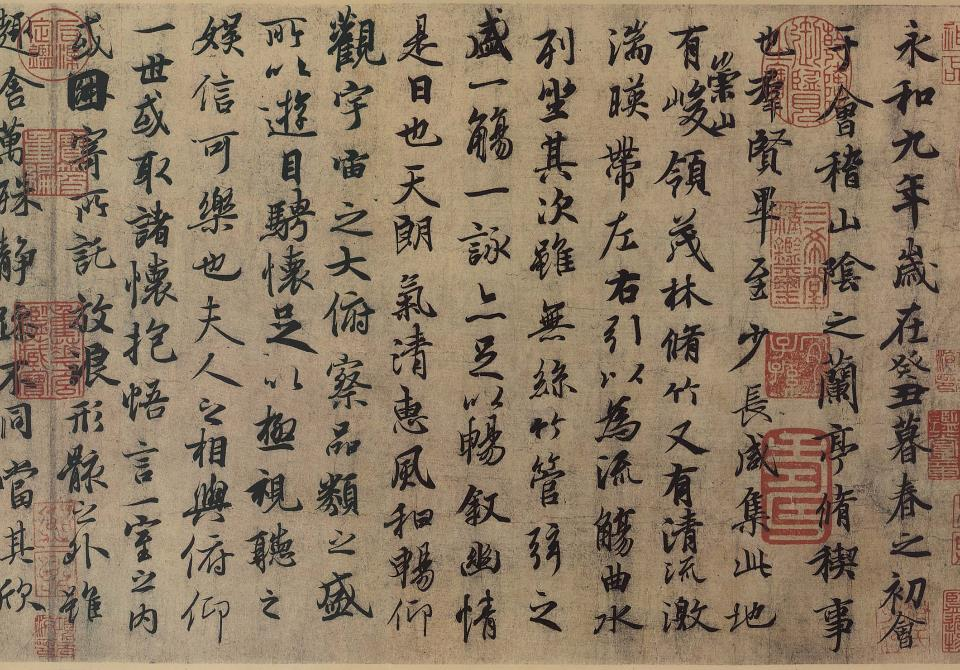 永和九年歲在癸丑暮春之初會
于會稽山陰之蘭亭脩稧事
也羣賢畢至少長咸集此地
有崇山峻領茂林脩竹又有清流激
湍暎帶左右引以為流觴曲水
列坐其次雖無絲竹管弦之
盛一觴一詠亦足以暢叙幽情
是日也天朗氣清惠風和暢仰
觀宇宙之大俯察品類之盛
所以遊目騁懷足以極視聽之
娛信可樂也夫人之相與俯仰
一世或取諸懷抱悟言一室之內
或因寄所託放浪形骸之外雖
趣舍萬殊静躁不同當其欣